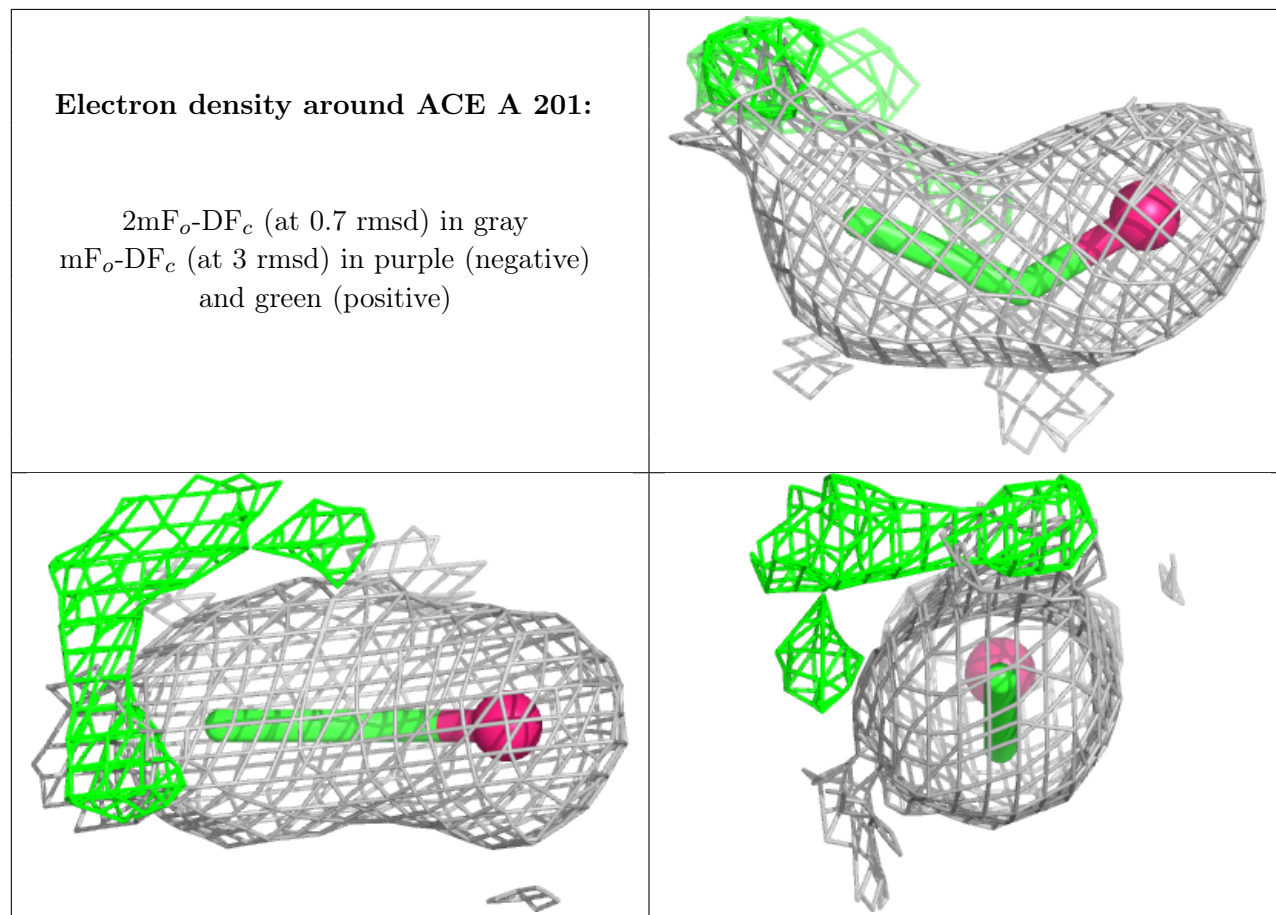 Electron density around ACE A 201:
2mFo-DFc (at 0.7 rmsd) in gray
mFo-DFc (at 3 rmsd) in purple (negative)
and green (positive)